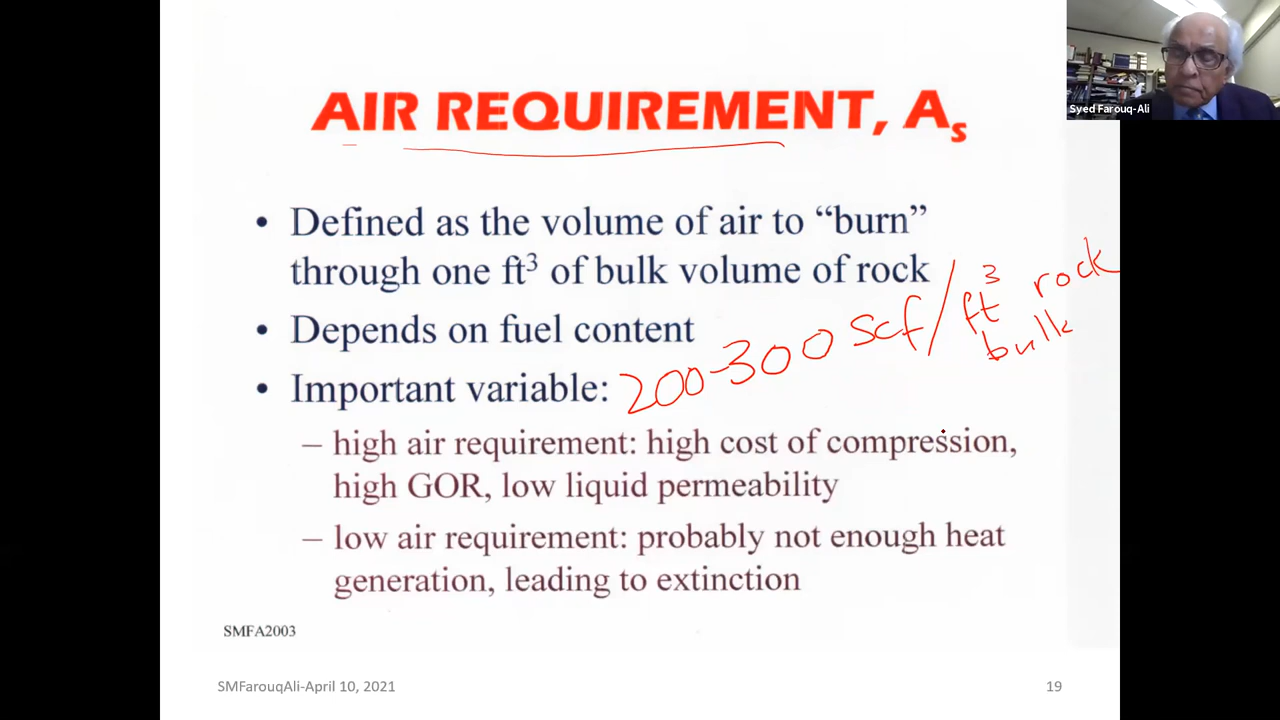 AIR REQUIREMENT, As
Syed Farouq-Ali
• Defined as the volume of air to “burn”
through one ft³ of bulk volume of rock
• Depends on fuel content
• Important variable:
200-300 scf/ft³ rock
bulk
– high air requirement: high cost of compression,
high GOR, low liquid permeability
– low air requirement: probably not enough heat
generation, leading to extinction
SMFA2003
SMFarouqAli-April 10, 2021
19